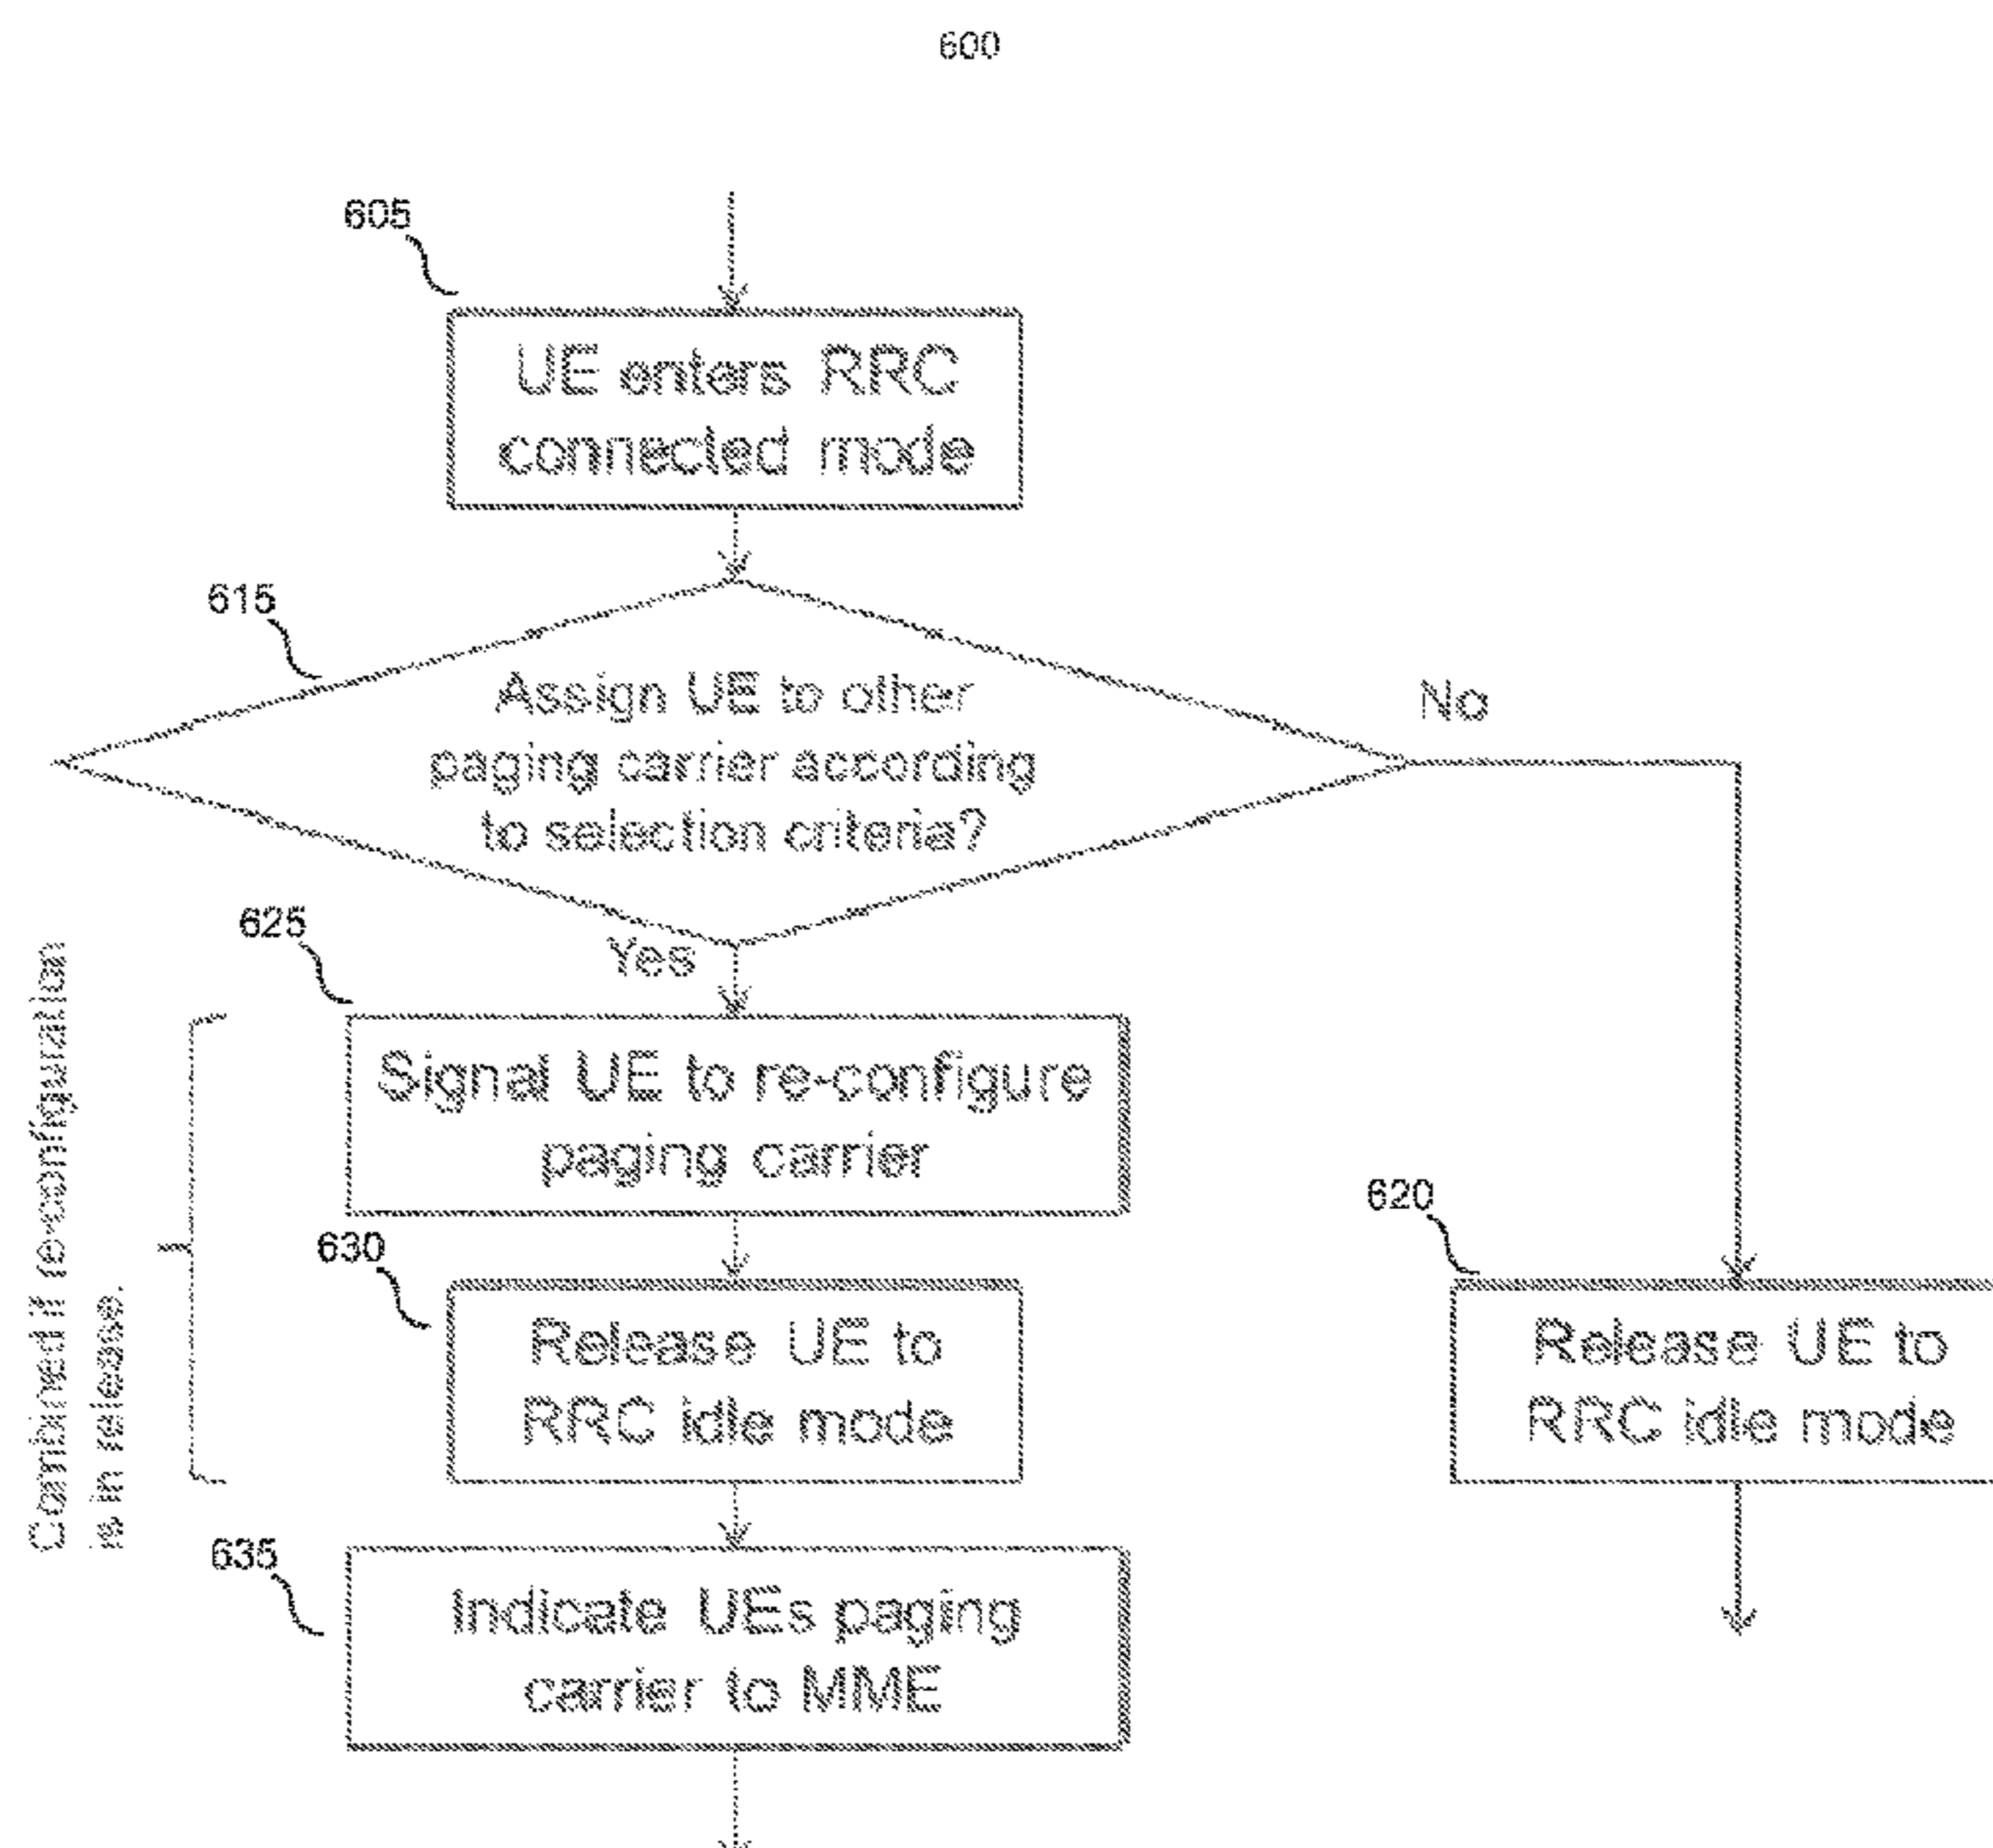 600
605
UE enters RRC
connected mode
615
Assign UE to other
paging carrier according
to selection criteria?
No
Yes
625
Signal UE to re-configure
paging carrier
Combined if re-configuration
is in release.
630
Release UE to
RRC idle mode
620
Release UE to
RRC idle mode
635
Indicate UEs paging
carrier to MME